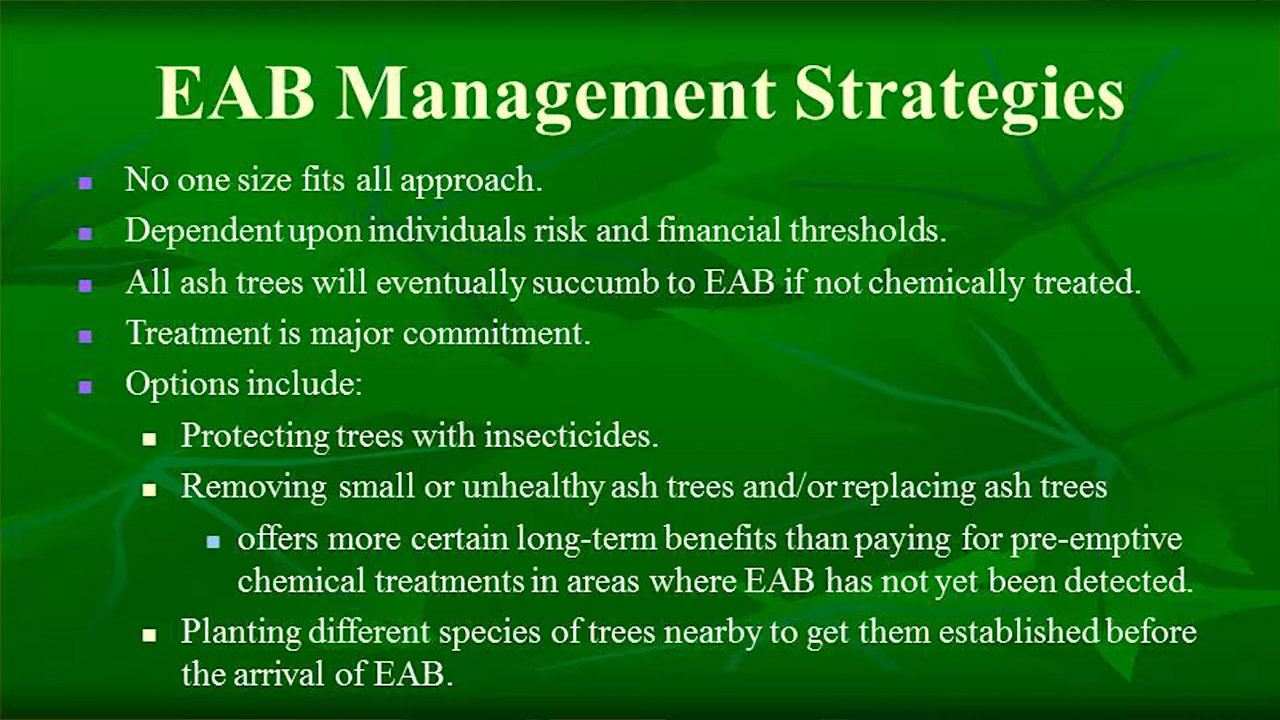 EAB Management Strategies
No one size fits all approach.
Dependent upon individuals risk and financial thresholds.
All ash trees will eventually succumb to EAB if not chemically treated.
Treatment is major commitment.
Options include:
Protecting trees with insecticides.
Removing small or unhealthy ash trees and/or replacing ash trees
offers more certain long-term benefits than paying for pre-emptive
chemical treatments in areas where EAB has not yet been detected.
Planting different species of trees nearby to get them established before
the arrival of EAB.